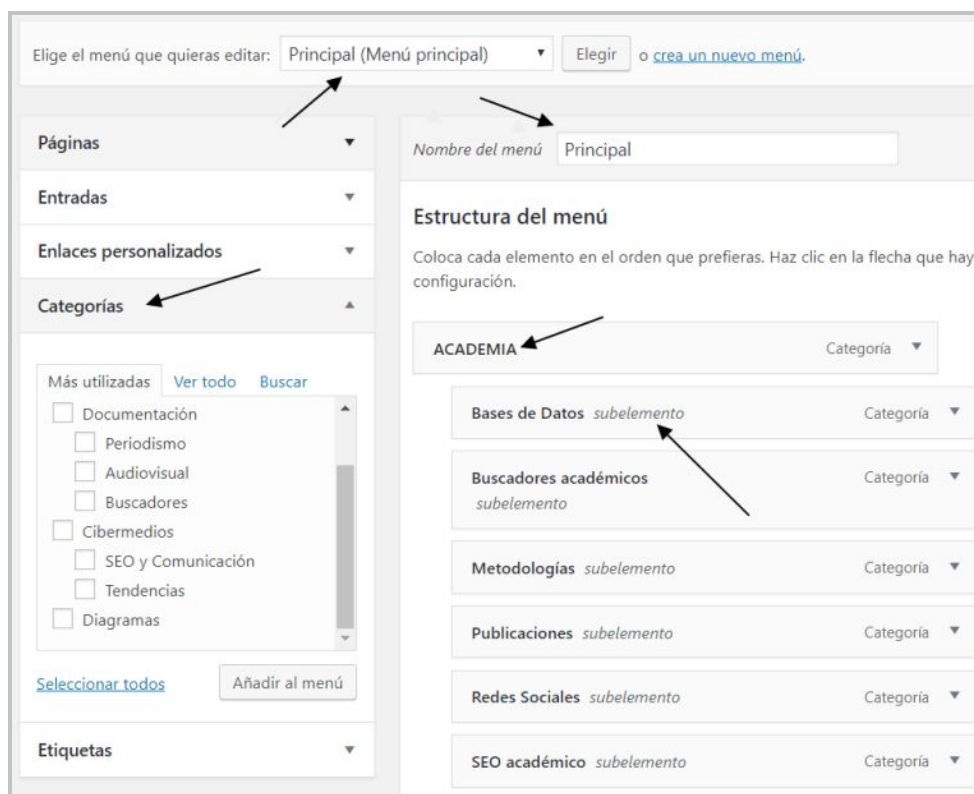 Elige el menú que quieras editar: Principal (Menú principal) Elegir o crea un nuevo menú.
Páginas
Entradas
Enlaces personalizados
Categorías
Más utilizadas Ver todo Buscar
Documentación
Periodismo
Audiovisual
Buscadores
Cibermedios
SEO y Comunicación
Tendencias
Diagramas
Seleccionar todos Añadir al menú
Etiquetas
Nombre del menú Principal
Estructura del menú
Coloca cada elemento en el orden que prefieras. Haz clic en la flecha que hay
configuración.
ACADEMIA Categoría
Bases de Datos subelemento Categoría
Buscadores académicos Categoría
subelemento
Metodologías subelemento Categoría
Publicaciones subelemento Categoría
Redes Sociales subelemento Categoría
SEO académico subelemento Categoría